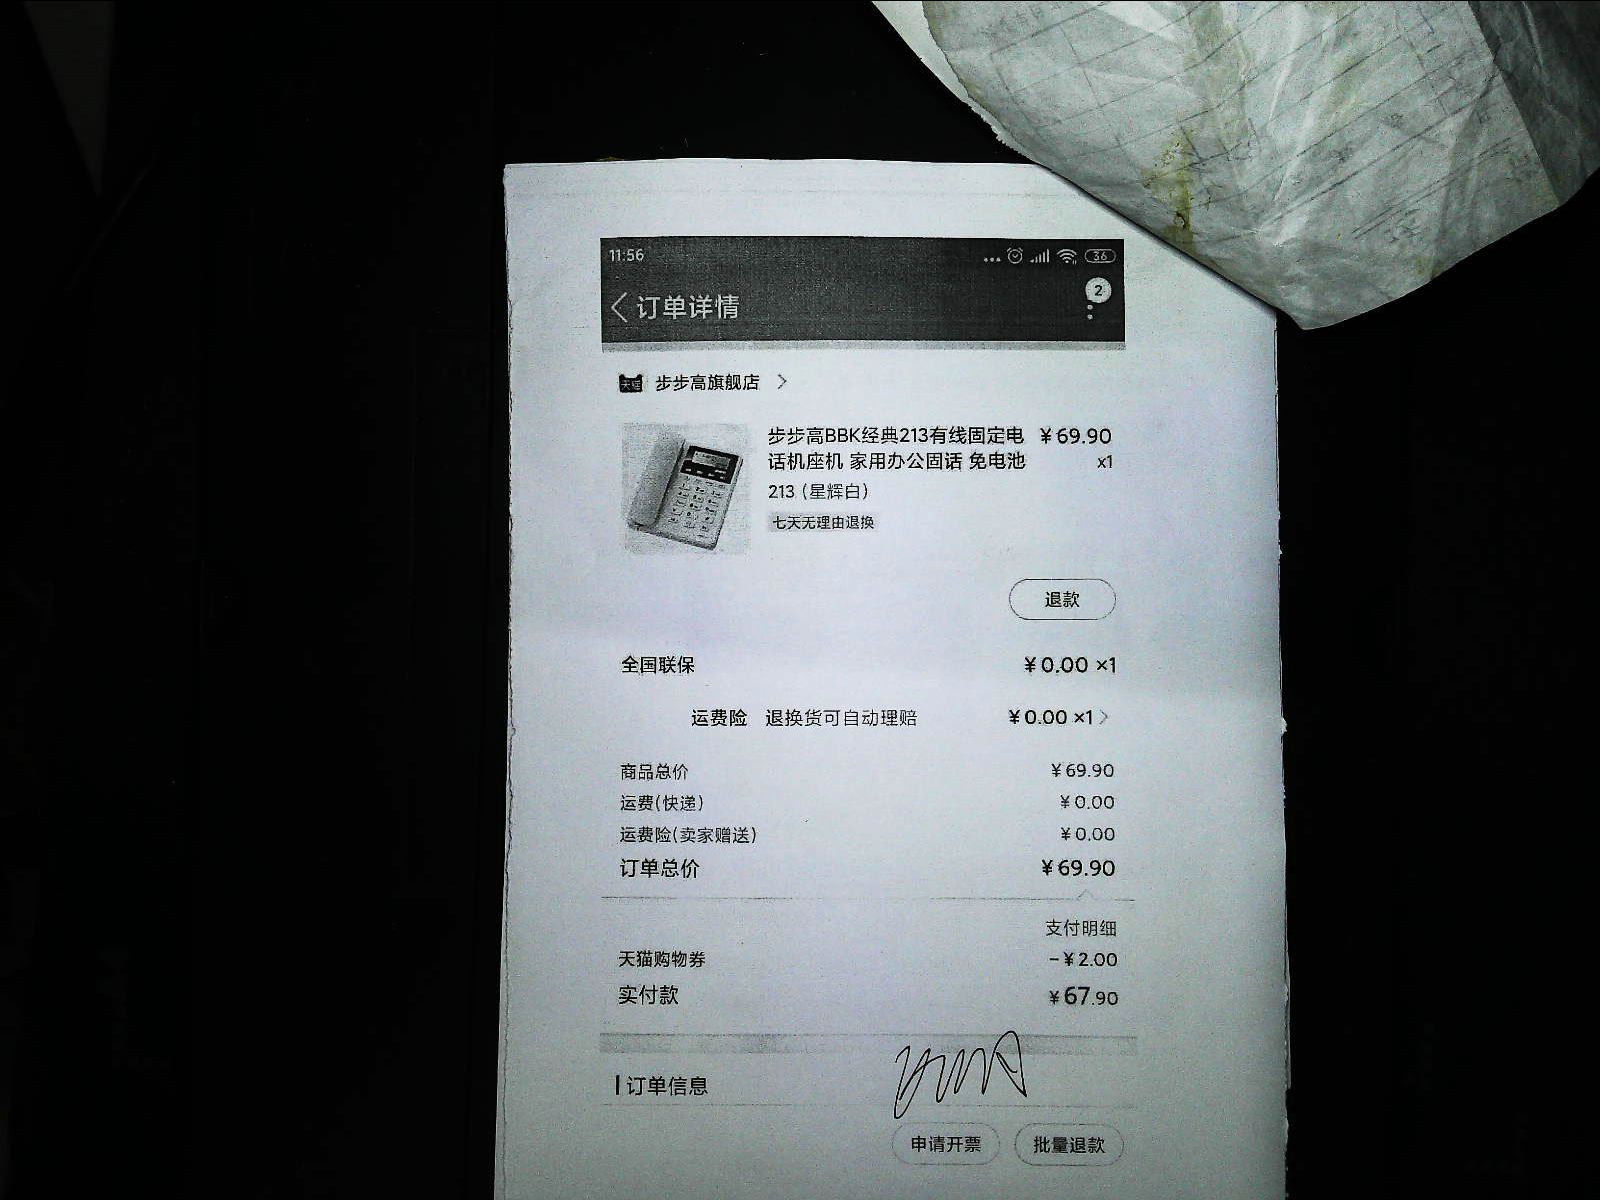 11:56
36
订单详情
2
天猫 步步高旗舰店
步步高BBK经典213有线固定电 ￥69.90
话机座机 家用办公固话 免电池 x1
213（星辉白）
七天无理由退换
退款
全国联保 ￥0.00 ×1
运费险 退换货可自动理赔 ￥0.00 ×1
商品总价 ￥69.90
运费(快递) ￥0.00
运费险(卖家赠送) ￥0.00
订单总价 ￥69.90
支付明细
天猫购物券 -￥2.00
实付款 ￥67.90
订单信息
申请开票 批量退款